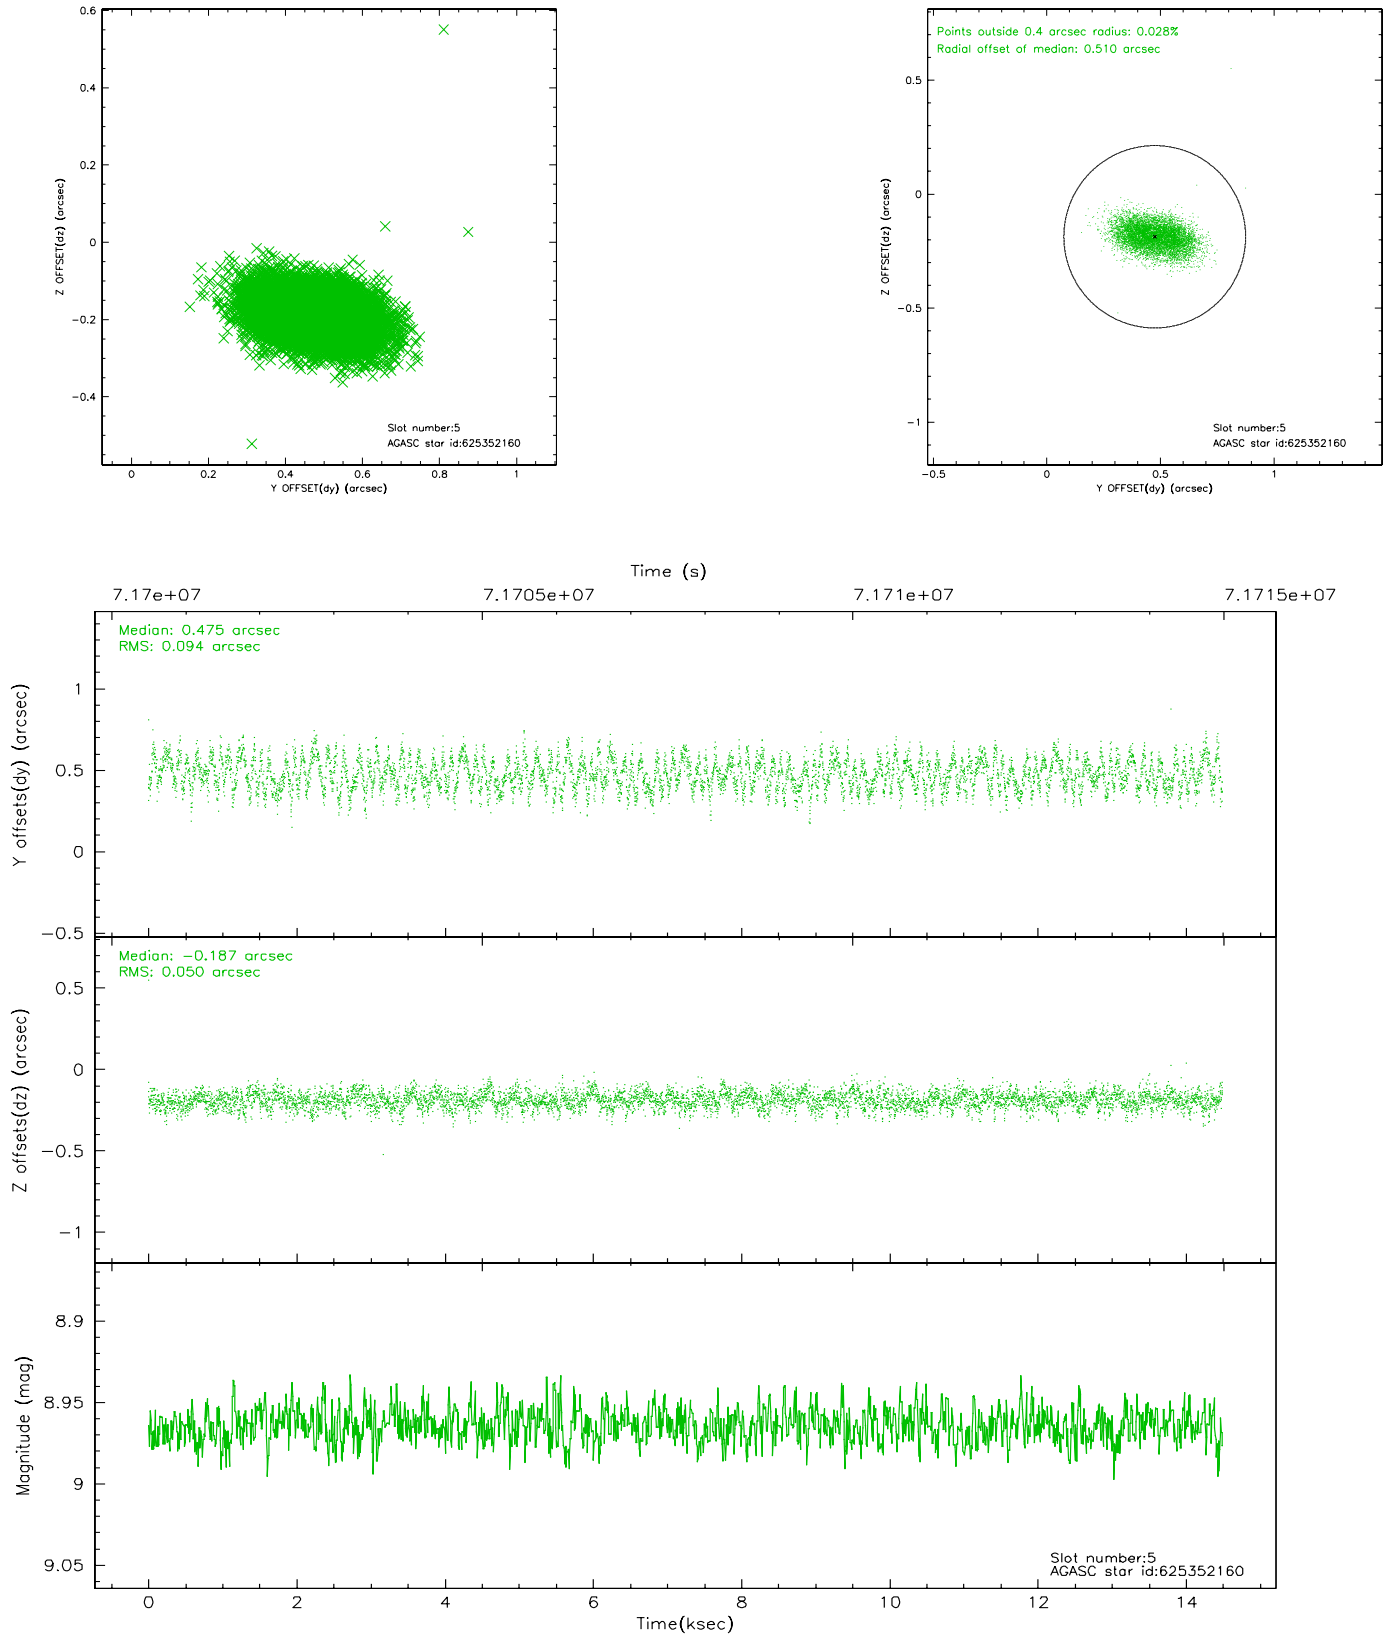 0.6
0.4
0.2
0
-0.2
-0.4
Z OFFSET(dz) (arcsec)
Slot number:5
AGASC star id:625352160
0 0.2 0.4 0.6 0.8 1
Y OFFSET(dy) (arcsec)
Points outside 0.4 arcsec radius: 0.028%
Radial offset of median: 0.510 arcsec
0.5
0
-0.5
-1
Z OFFSET(dz) (arcsec)
Slot number:5
AGASC star id:625352160
-0.5 0 0.5 1
Y OFFSET(dy) (arcsec)
Time (s)
7.17e+07 7.1705e+07 7.171e+07 7.1715e+07
Median: 0.475 arcsec
RMS: 0.094 arcsec
1
0.5
0
-0.5
Y offsets(dy) (arcsec)
Median: -0.187 arcsec
RMS: 0.050 arcsec
0.5
0
-0.5
-1
Z offsets(dz) (arcsec)
8.9
8.95
9
9.05
Magnitude (mag)
Slot number:5
AGASC star id:625352160
0 2 4 6 8 10 12 14
Time(ksec)